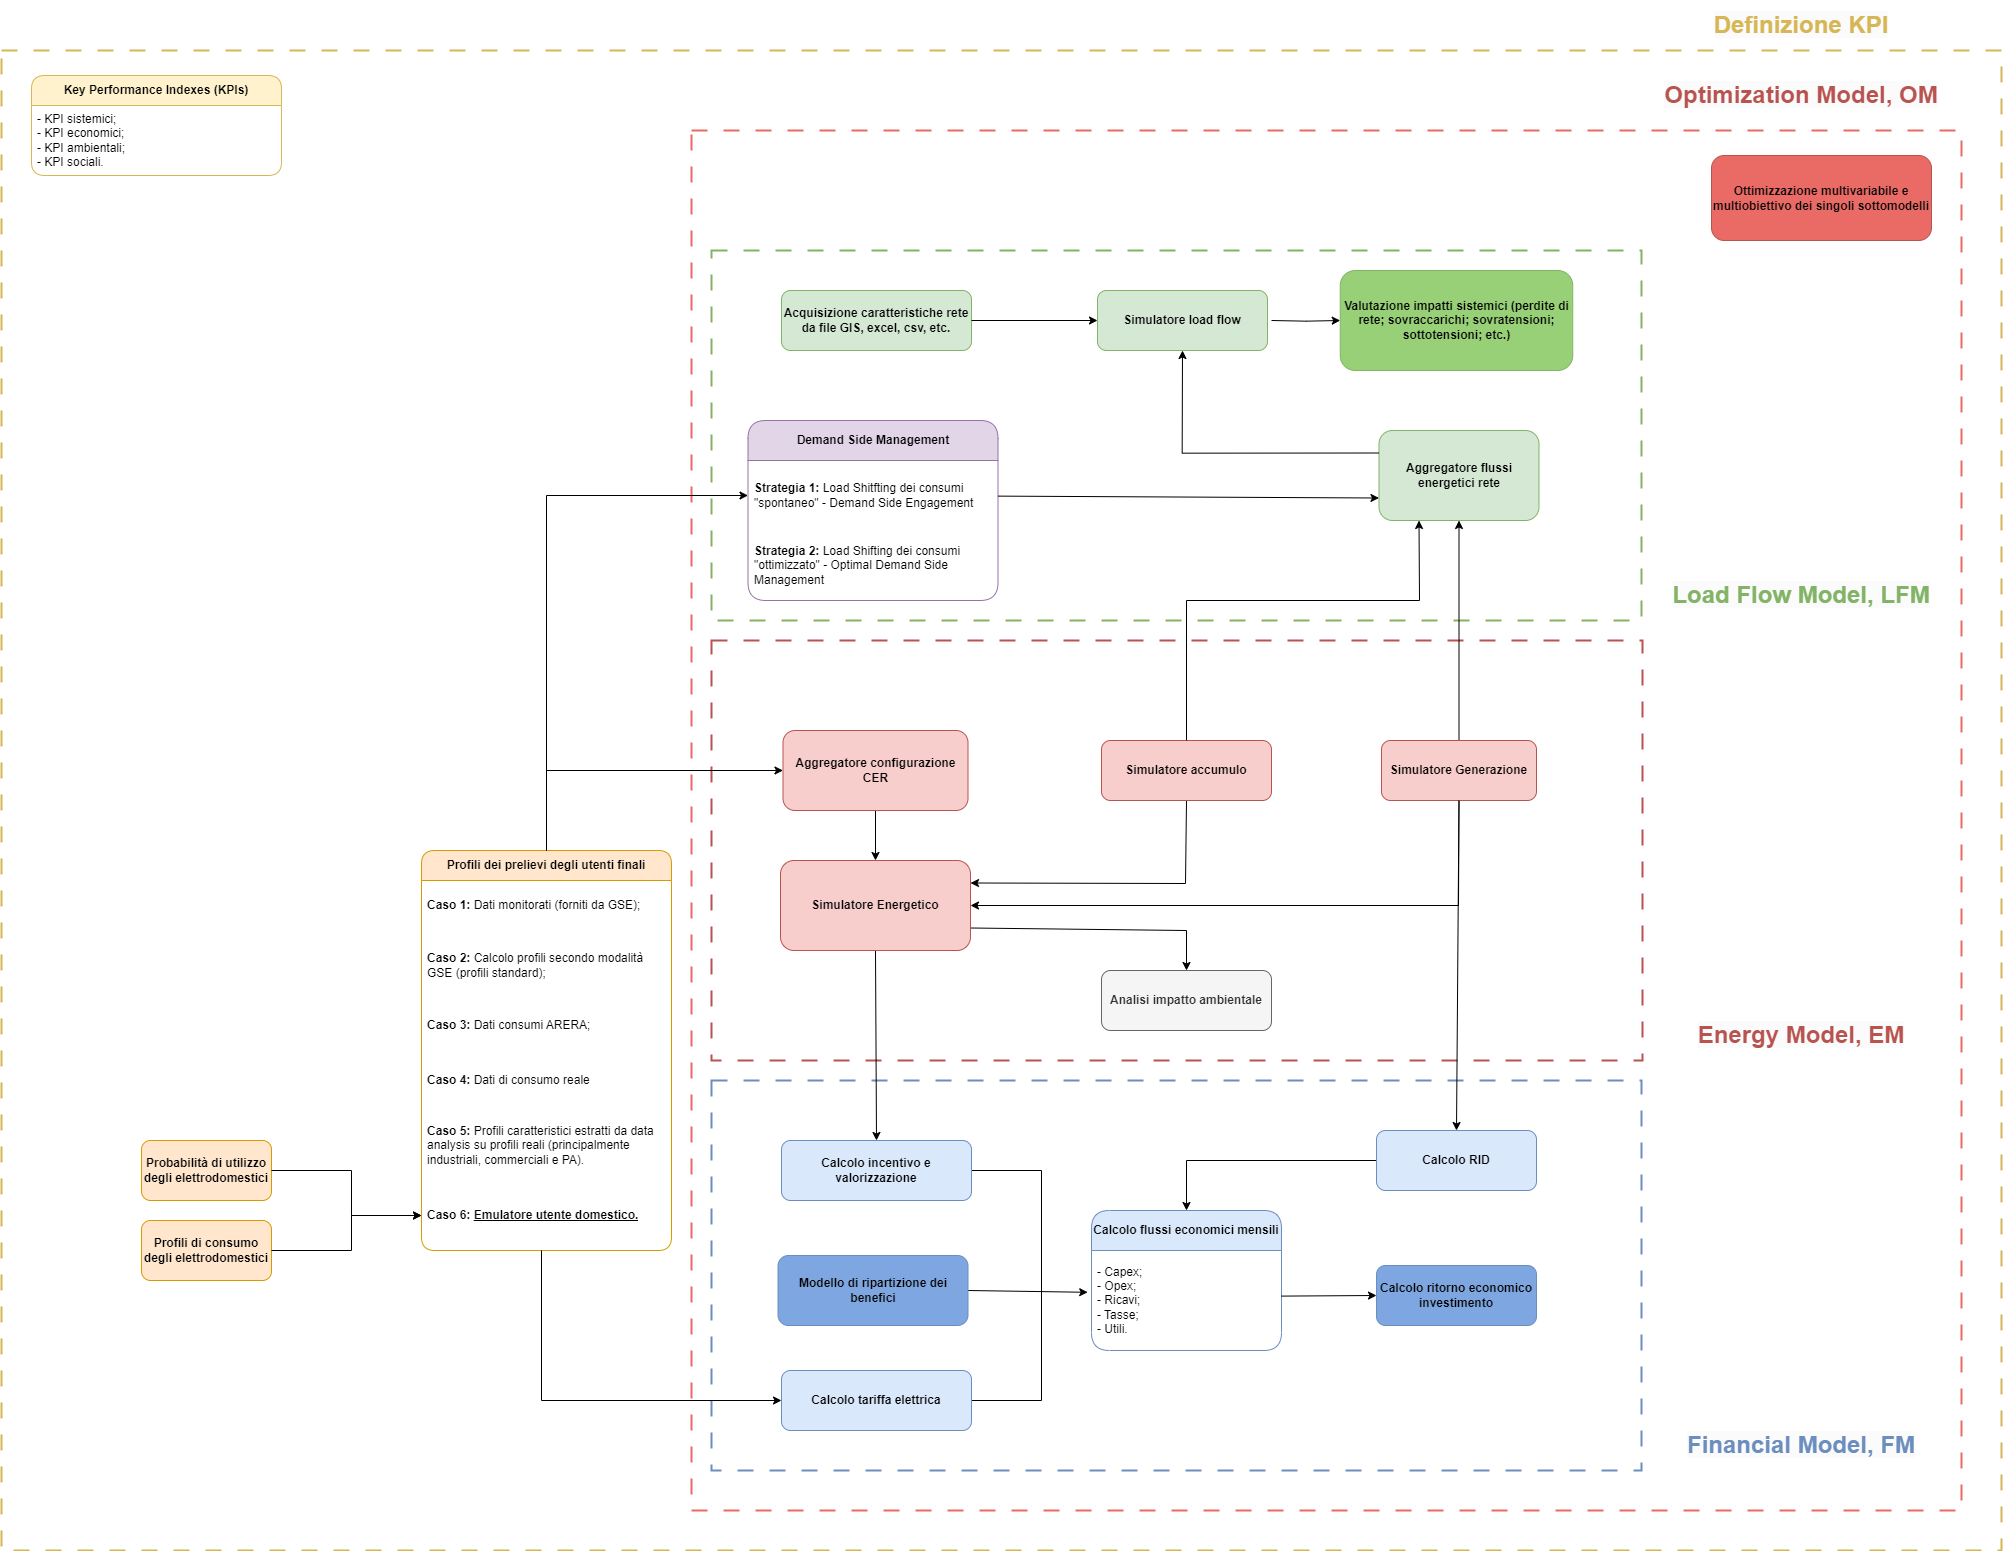 Definizione KPI
Key Performance Indexes (KPIs)
- KPI sistemici;
- KPI economici;
- KPI ambientali;
- KPI sociali.
Optimization Model, OM
Ottimizzazione multivariabile e
multiobiettivo dei singoli sottomodelli
Acquisizione caratteristiche rete
da file GIS, excel, csv, etc.
Simulatore load flow
Valutazione impatti sistemici (perdite di
rete; sovraccarichi; sovratensioni;
sottotensioni; etc.)
Demand Side Management
Strategia 1: Load Shitfting dei consumi
"spontaneo" - Demand Side Engagement
Strategia 2: Load Shifting dei consumi
"ottimizzato" - Optimal Demand Side
Management
Aggregatore flussi
energetici rete
Load Flow Model, LFM
Aggregatore configurazione
CER
Simulatore accumulo
Simulatore Generazione
Simulatore Energetico
Analisi impatto ambientale
Energy Model, EM
Profili dei prelievi degli utenti finali
Caso 1: Dati monitorati (forniti da GSE);
Caso 2: Calcolo profili secondo modalità
GSE (profili standard);
Caso 3: Dati consumi ARERA;
Caso 4: Dati di consumo reale
Caso 5: Profili caratteristici estratti da data
analysis su profili reali (principalmente
industriali, commerciali e PA).
Caso 6: Emulatore utente domestico.
Probabilità di utilizzo
degli elettrodomestici
Profili di consumo
degli elettrodomestici
Calcolo incentivo e
valorizzazione
Calcolo RID
Modello di ripartizione dei
benefici
Calcolo flussi economici mensili
- Capex;
- Opex;
- Ricavi;
- Tasse;
- Utili.
Calcolo ritorno economico
investimento
Calcolo tariffa elettrica
Financial Model, FM